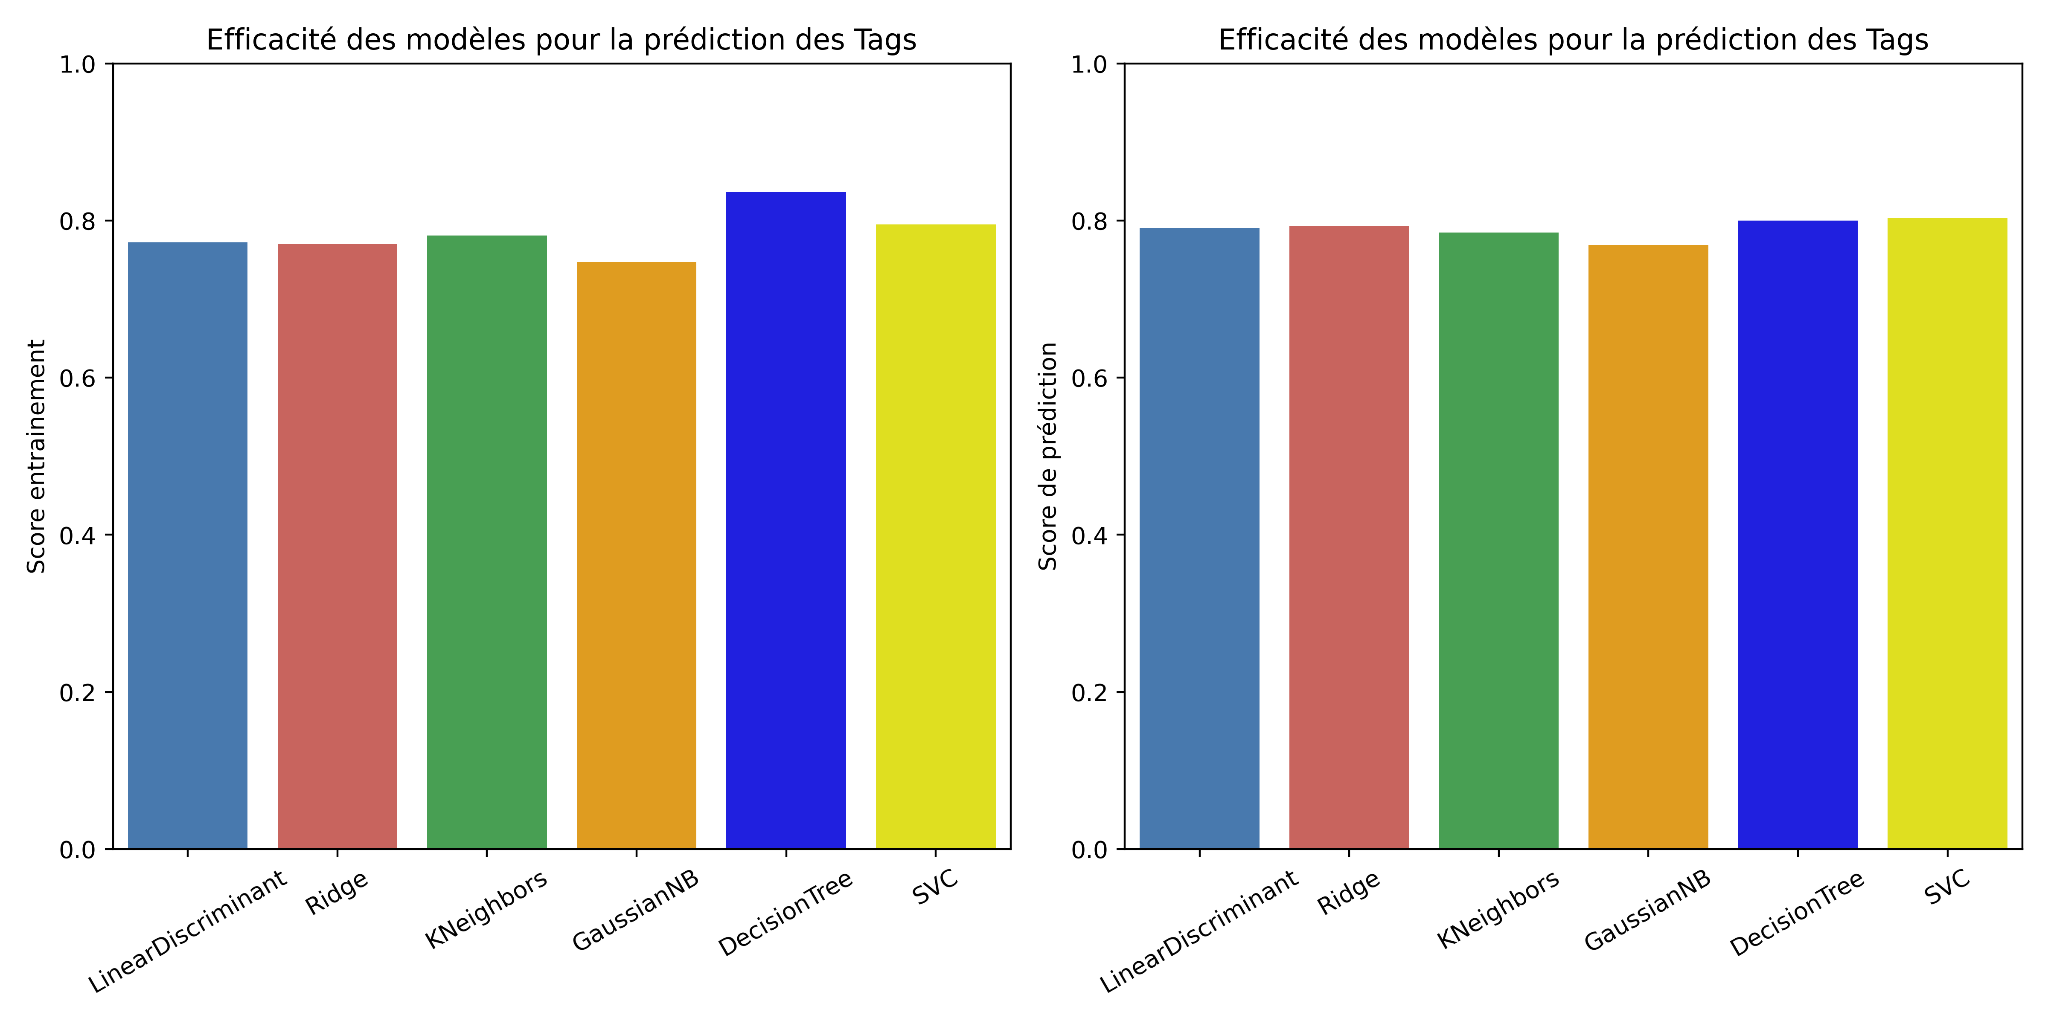 Efficacité des modèles pour la prédiction des Tags
1.0
0.8
0.6
0.4
0.2
0.0
Score entrainement
LinearDiscriminant
Ridge
KNeighbors
GaussianNB
DecisionTree
SVC
Efficacité des modèles pour la prédiction des Tags
1.0
0.8
0.6
0.4
0.2
0.0
Score de prédiction
LinearDiscriminant
Ridge
KNeighbors
GaussianNB
DecisionTree
SVC